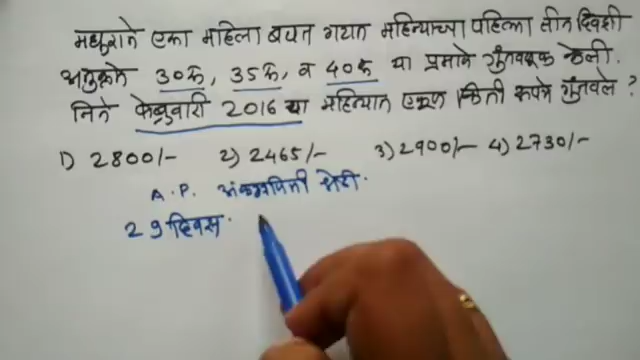 मधुराने एका महिला बचत गटात महिन्याच्या पहिल्या तीन दिवशी
अनुक्रमे 30रू, 35रू, व 40रू या प्रमाणे गुंतवणूक केली.
तिने फेब्रुवारी 2016 च्या महिन्यात एकूण किती रूपये गुंतवले ?
1) 2800/- 2) 2465/- 3) 2900/- 4) 2730/-
A.P. अंकगणिती श्रेढी.
29 दिवस.